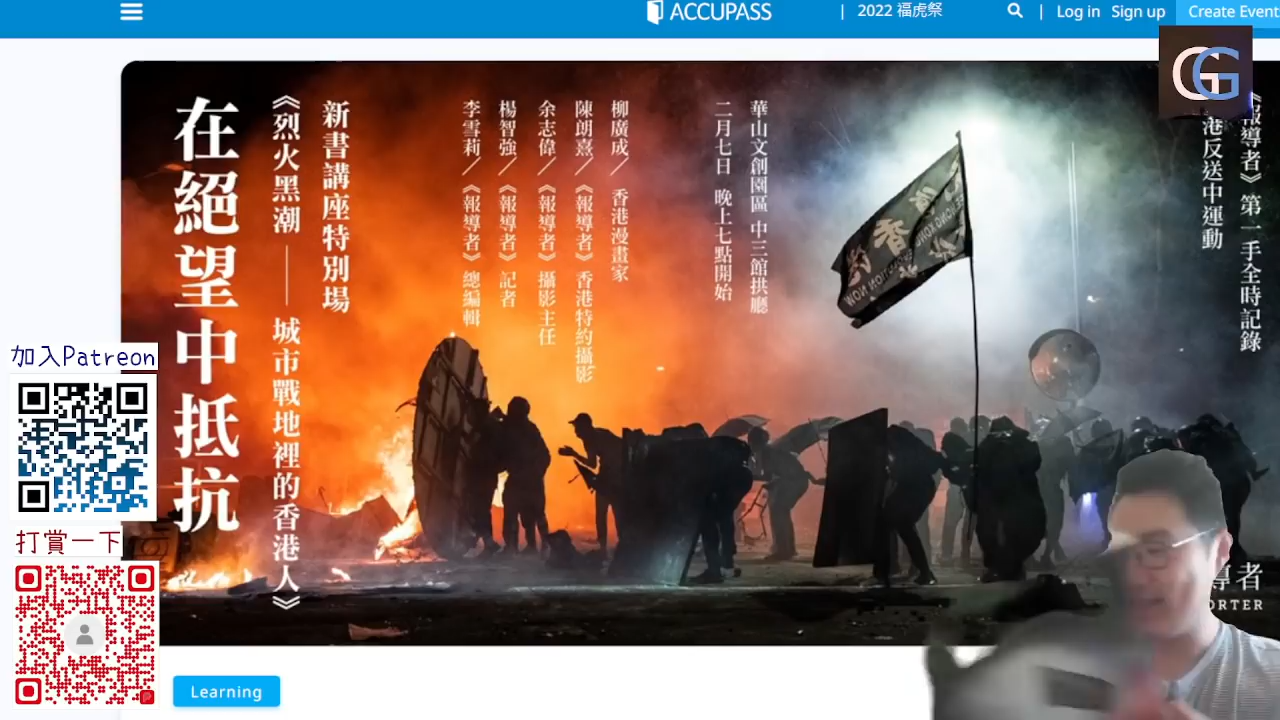 ACCUPASS
2022 福虎祭
Log in
Sign up
Create Event
GG
《報導者》第一手全時記錄
港反送中運動
華山文創園區 中三館拱廳
二月七日 晚上七點開始
柳廣成／香港漫畫家
陳朗熹／《報導者》香港特約攝影
余志偉／《報導者》攝影主任
楊智強／《報導者》記者
李雪莉／《報導者》總編輯
新書講座特別場
《烈火黑潮——城市戰地裡的香港人》
在絕望中抵抗
加入Patreon
打賞一下
導者
ORTER
Learning